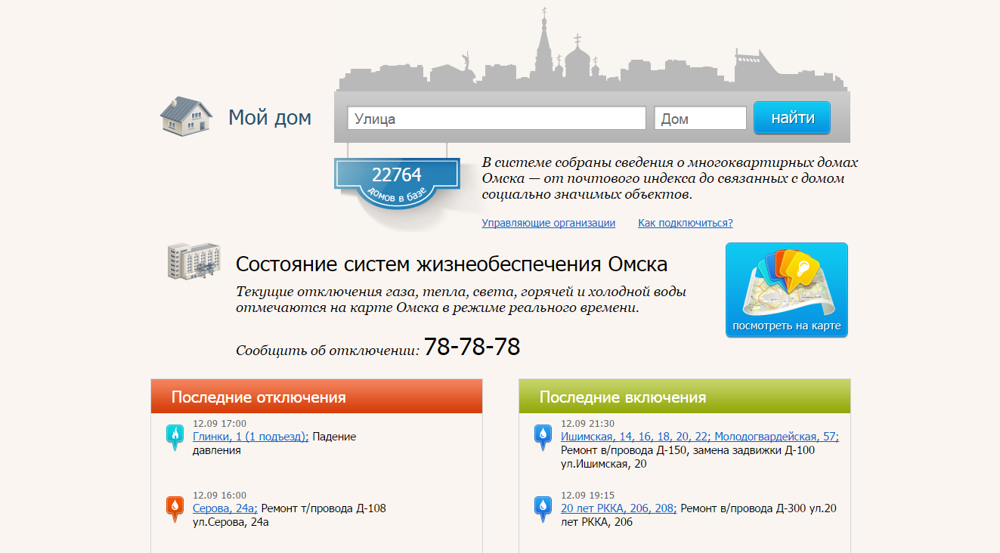 Мой дом
Улица
Дом
найти
22764
домов в базе
В системе собраны сведения о многоквартирных домах
Омска — от почтового индекса до связанных с домом
социально значимых объектов.
Управляющие организации Как подключиться?
Состояние систем жизнеобеспечения Омска
Текущие отключения газа, тепла, света, горячей и холодной воды
отмечаются на карте Омска в режиме реального времени.
посмотреть на карте
Сообщить об отключении: 78-78-78
Последние отключения
12.09 17:00
Глинки, 1 (1 подъезд); Падение
давления
12.09 16:00
Серова, 24а; Ремонт т/провода Д-108
ул.Серова, 24а
Последние включения
12.09 21:30
Ишимская, 14, 16, 18, 20, 22; Молодогвардейская, 57;
Ремонт в/провода Д-150, замена задвижки Д-100
ул.Ишимская, 20
12.09 19:15
20 лет РККА, 206, 208; Ремонт в/провода Д-300 ул.20
лет РККА, 206